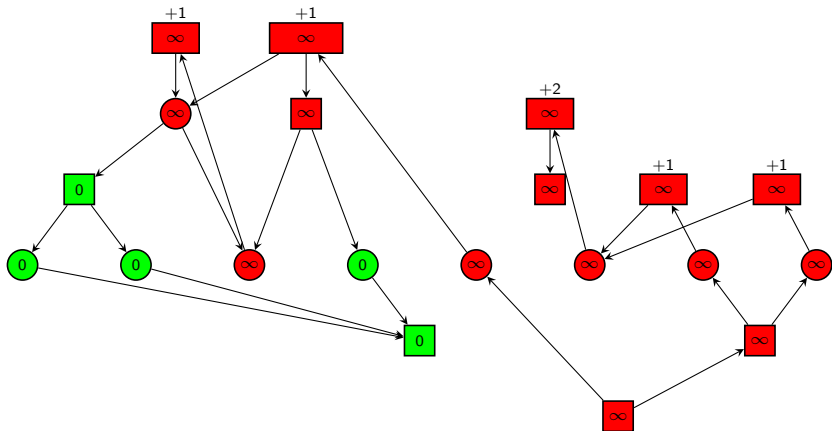 +1 +1
∞ ∞
+2
∞ ∞ ∞
+1 +1
0 ∞ ∞ ∞
0 0 ∞ 0 ∞ ∞ ∞ ∞
0 ∞
∞